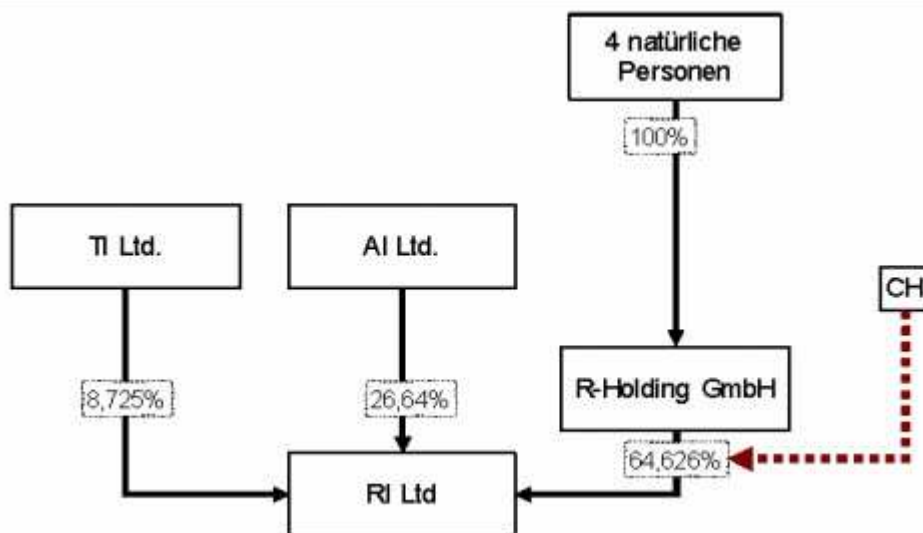 4 natürliche
Personen
100%
TI Ltd.
AI Ltd.
CH
R-Holding GmbH
8,725%
26,64%
64,626%
RI Ltd